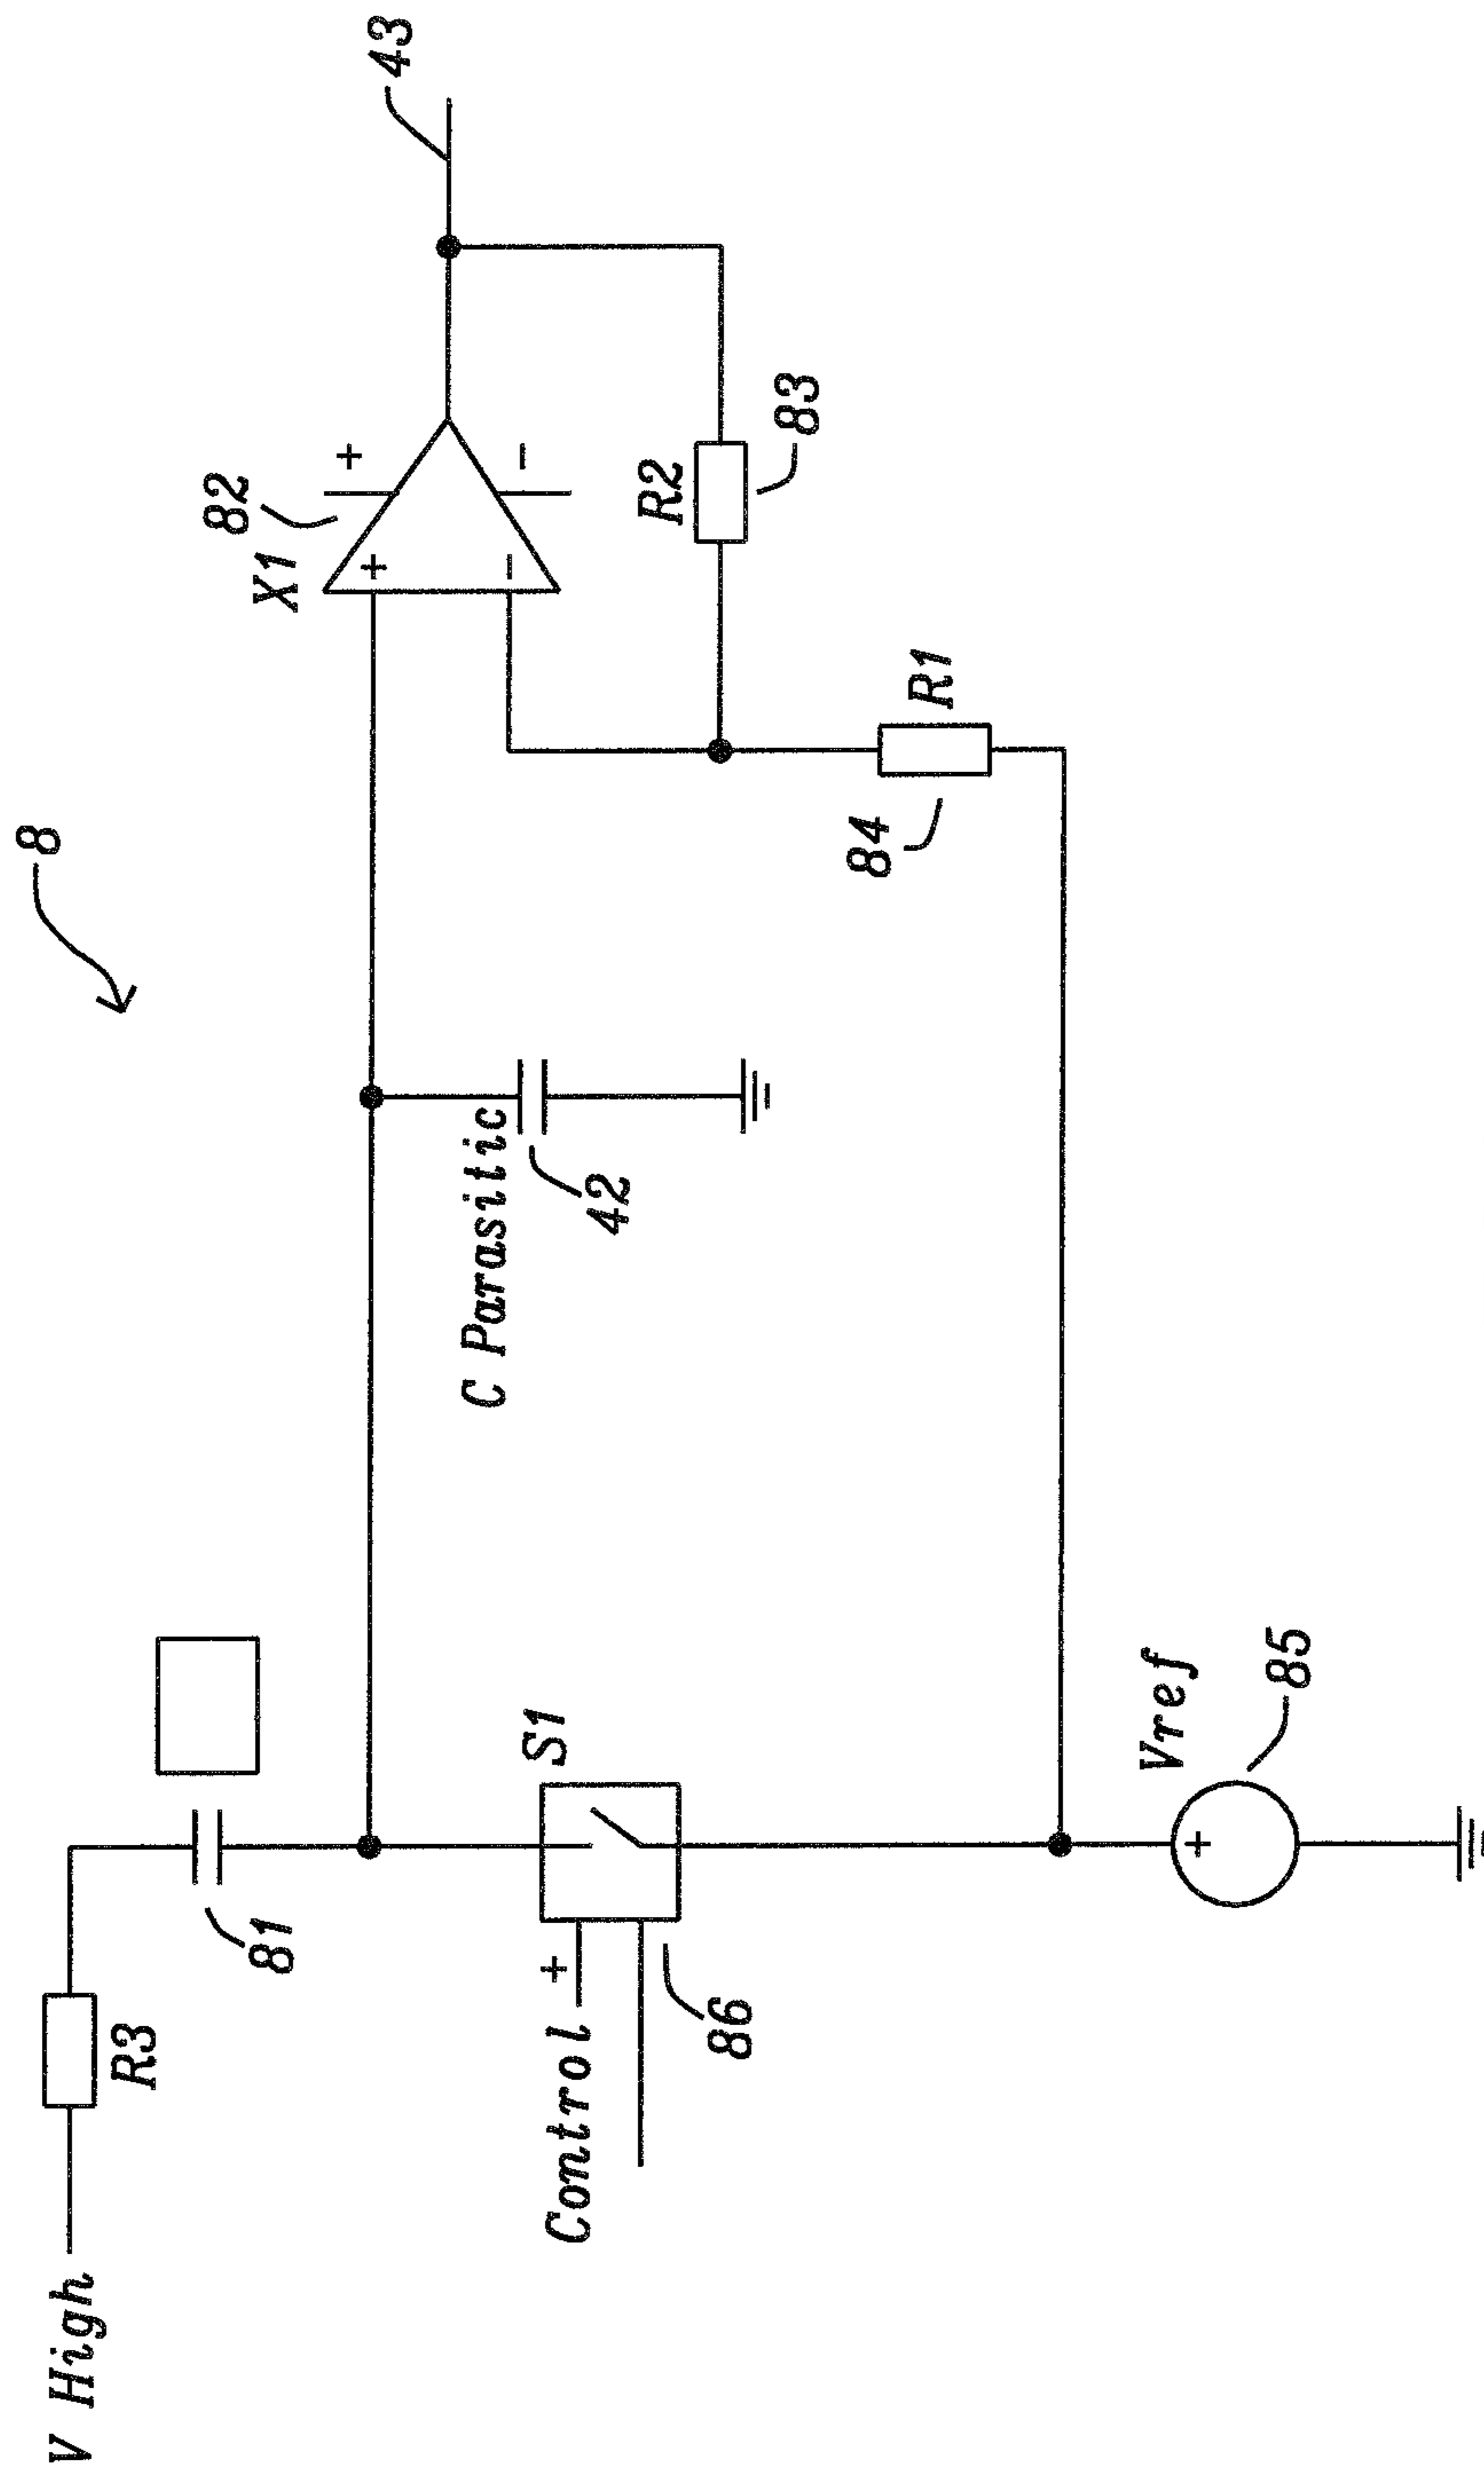 8
43
82
X1
+
+
-
-
R2
83
R1
84
C Parasitic
42
V High
R3
81
S1
Control
+
86
Vref
85
+